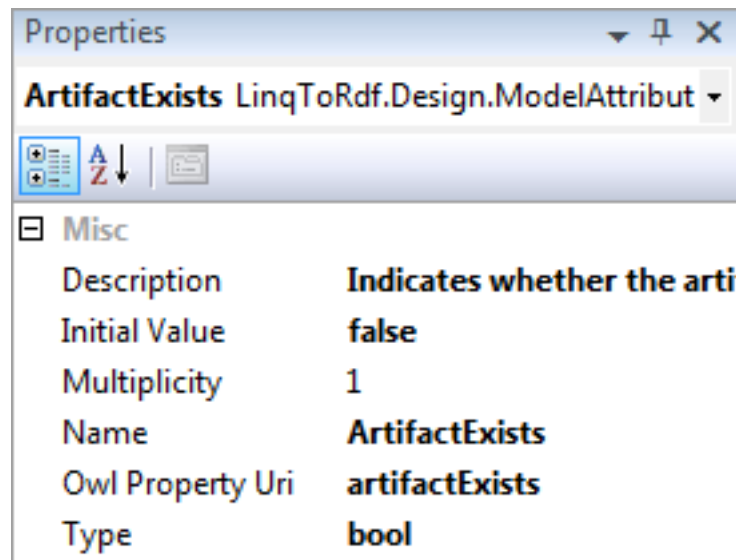 Properties
ArtifactExists LinqToRdf.Design.ModelAttribut
AZ
Misc
Description Indicates whether the arti
Initial Value false
Multiplicity 1
Name ArtifactExists
Owl Property Uri artifactExists
Type bool